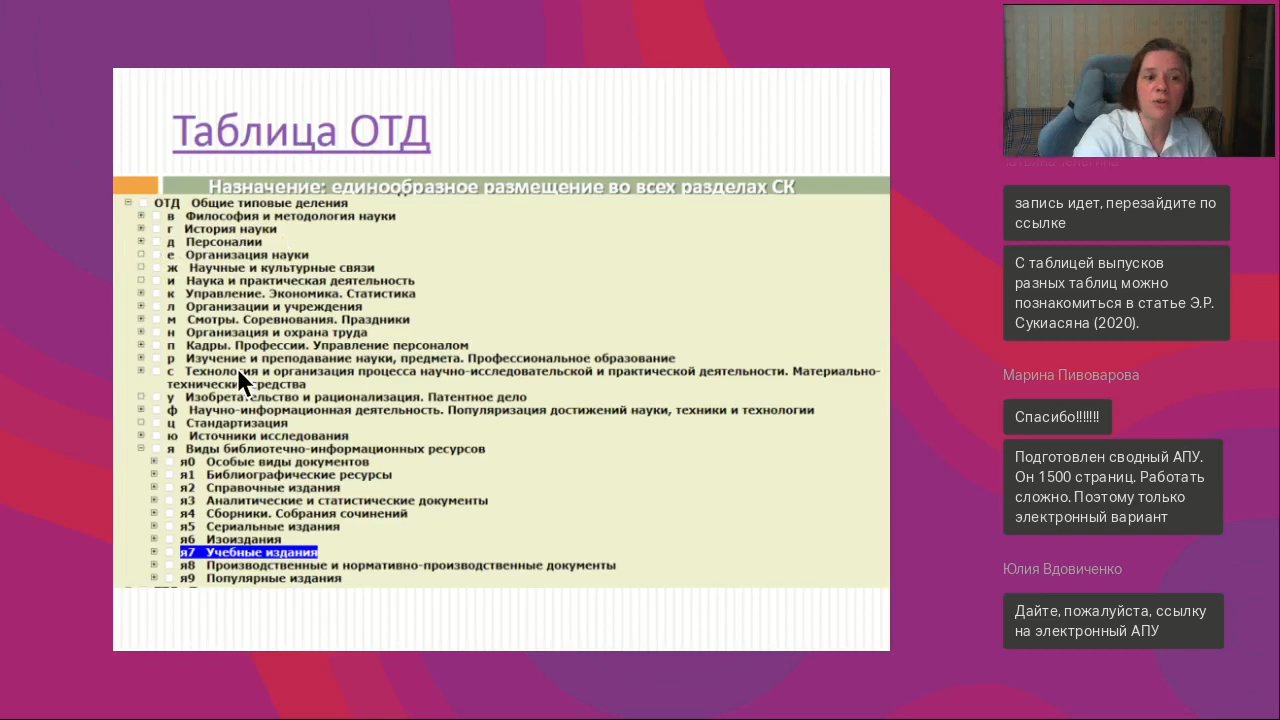 Таблица ОТД
Назначение: единообразное размещение во всех разделах СК
ОТД Общие типовые деления
в Философия и методология науки
г История науки
д Персоналии
е Организация науки
ж Научные и культурные связи
и Наука и практическая деятельность
к Управление. Экономика. Статистика
л Организации и учреждения
м Смотры. Соревнования. Праздники
н Организация и охрана труда
п Кадры. Профессии. Управление персоналом
р Изучение и преподавание науки, предмета. Профессиональное образование
с Технология и организация процесса научно-исследовательской и практической деятельности. Материально-
технические средства
у Изобретательство и рационализация. Патентное дело
ф Научно-информационная деятельность. Популяризация достижений науки, техники и технологии
ц Стандартизация
ю Источники исследования
я Виды библиотечно-информационных ресурсов
я0 Особые виды документов
я1 Библиографические ресурсы
я2 Справочные издания
я3 Аналитические и статистические документы
я4 Сборники. Собрания сочинений
я5 Сериальные издания
я6 Изоиздания
я7 Учебные издания
я8 Производственные и нормативно-производственные документы
я9 Популярные издания
запись идет, перезайдите по
ссылке
С таблицей выпусков
разных таблиц можно
познакомиться в статье Э.Р.
Сукиасяна (2020).
Марина Пивоварова
Спасибо!!!!!!!
Подготовлен сводный АПУ.
Он 1500 страниц. Работать
сложно. Поэтому только
электронный вариант
Юлия Вдовиченко
Дайте, пожалуйста, ссылку
на электронный АПУ